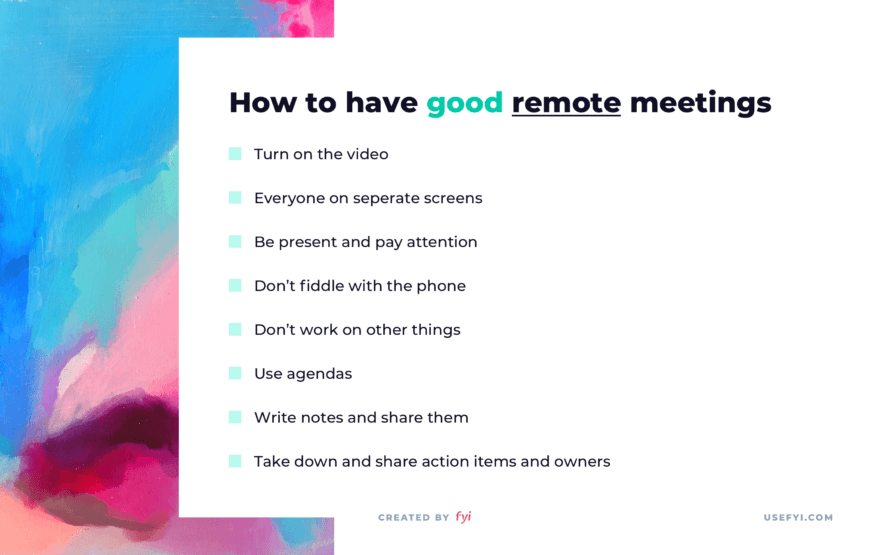 How to have good remote meetings
Turn on the video
Everyone on seperate screens
Be present and pay attention
Don’t fiddle with the phone
Don’t work on other things
Use agendas
Write notes and share them
Take down and share action items and owners
CREATED BY fyi
USEFYI.COM